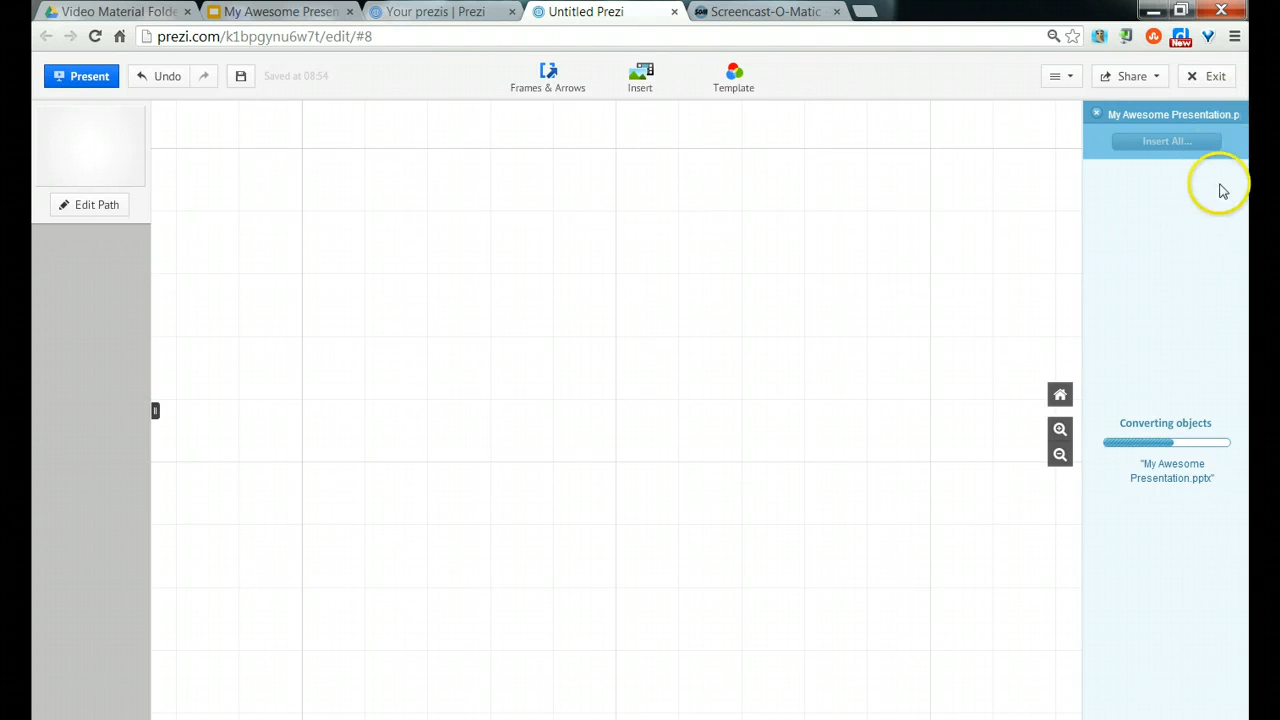 Video Material Folde
My Awesome Presen
Your prezis | Prezi
Untitled Prezi
Screencast-O-Matic
prezi.com/k1bpgynu6w7t/edit/#8
New
Present
Undo
Saved at 08:54
Frames & Arrows
Insert
Template
Share
Exit
My Awesome Presentation.p
Insert All...
Edit Path
Converting objects
"My Awesome
Presentation.pptx"